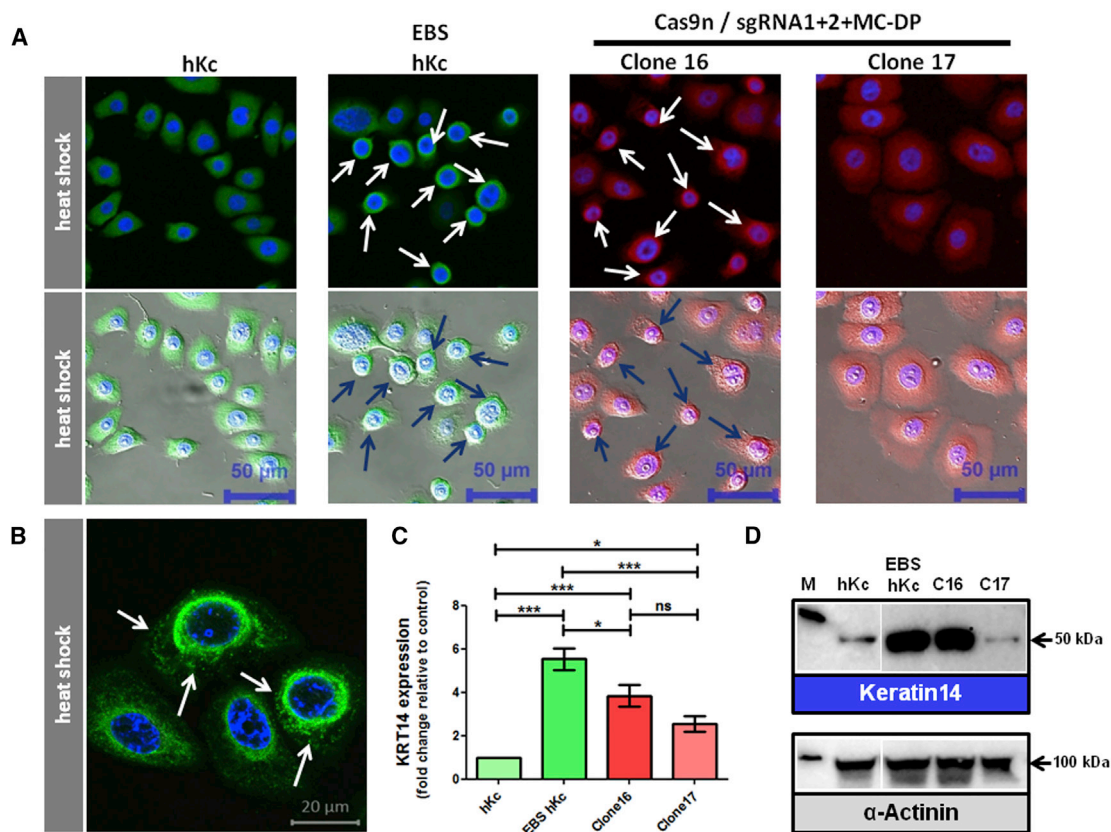 A
hKc
EBS
hKc
Cas9n / sgRNA1+2+MC-DP
Clone 16
Clone 17
heat shock
heat shock
50 µm
50 µm
50 µm
50 µm
B
heat shock
20 µm
C
KRT14 expression
(fold change relative to control)
8
6
4
2
0
*
***
***
ns
***
*
hKc
EBS hKc
Clone16
Clone17
D
M
hKc
EBS
hKc
C16
C17
50 kDa
Keratin14
100 kDa
α-Actinin